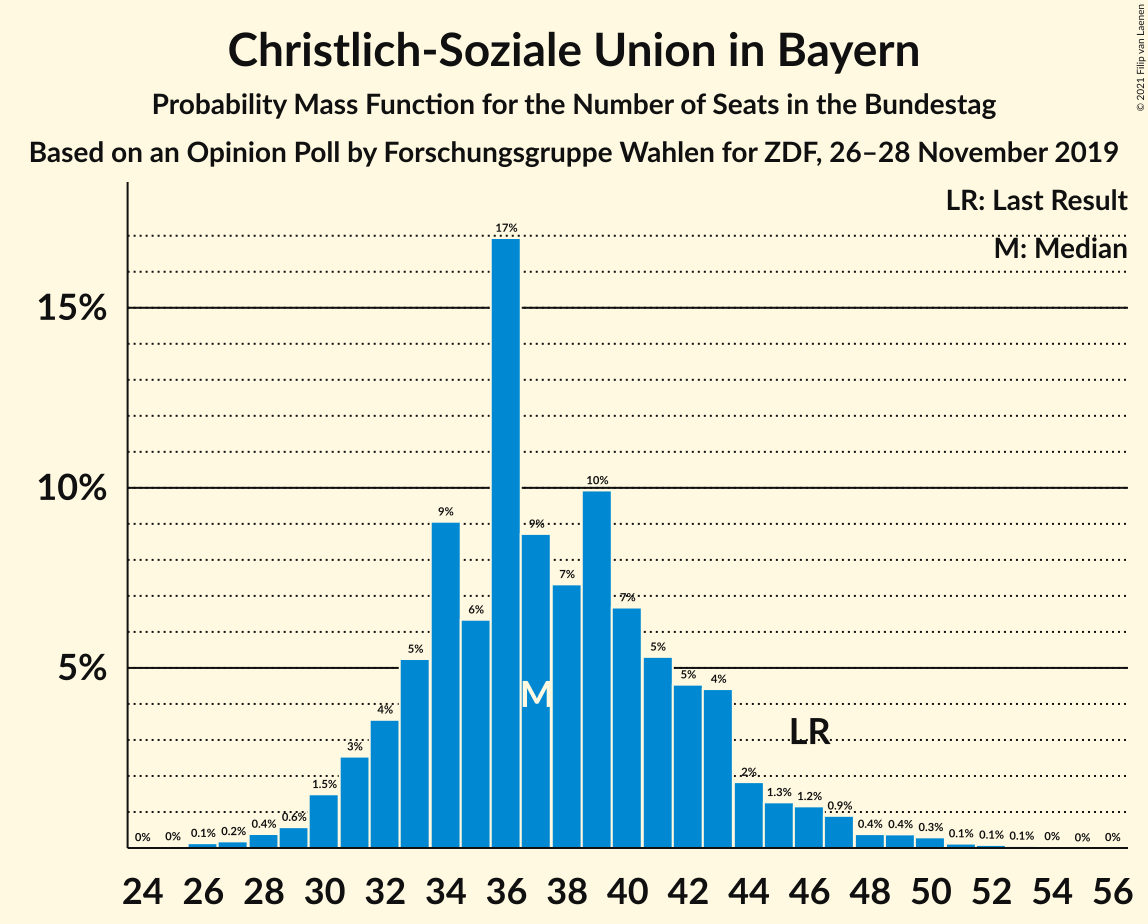 Christlich-Soziale Union in Bayern
Probability Mass Function for the Number of Seats in the Bundestag
Based on an Opinion Poll by Forschungsgruppe Wahlen for ZDF, 26–28 November 2019
© 2021 Filip van Laenen
LR: Last Result
M: Median
15%
10%
5%
0% 0% 0.1% 0.2% 0.4% 0.6% 1.5% 3% 4% 5% 9% 6% 17% 9% 7% 10% 7% 5% 5% 4% 2% 1.3% 1.2% 0.9% 0.4% 0.4% 0.3% 0.1% 0.1% 0.1% 0% 0% 0%
M
LR
24 26 28 30 32 34 36 38 40 42 44 46 48 50 52 54 56